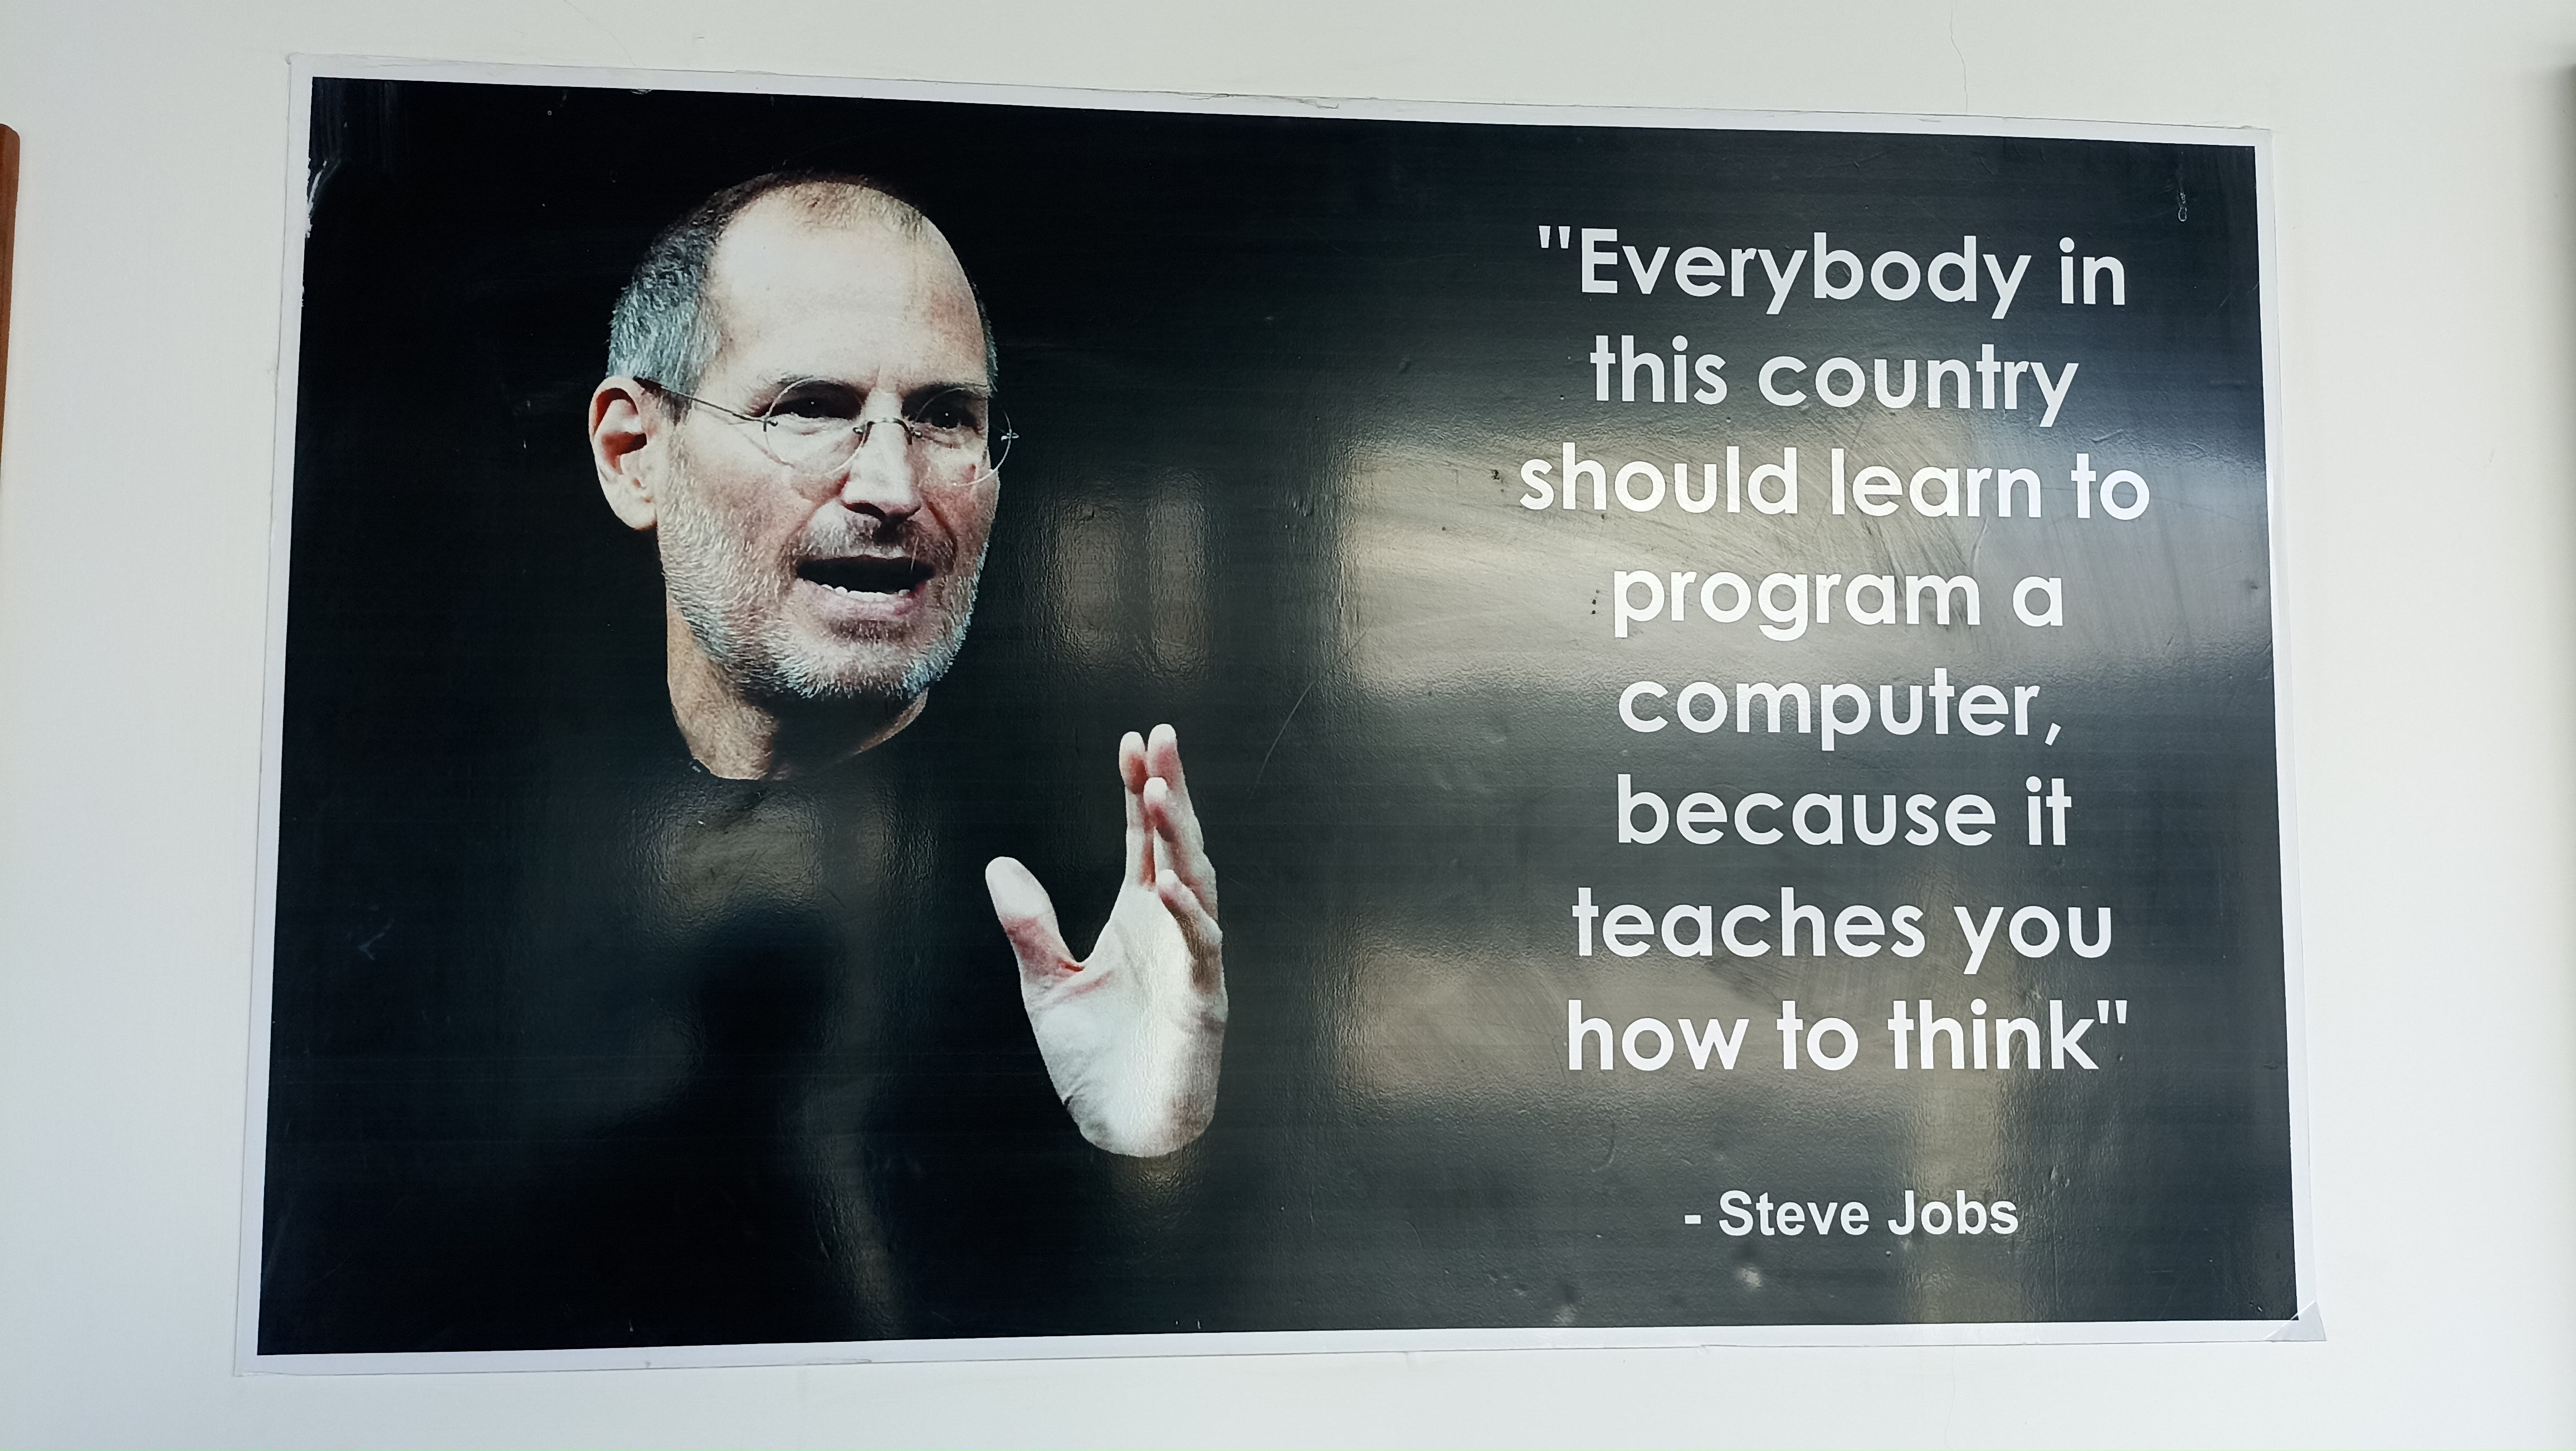 "Everybody in
this country
should learn to
program a
computer,
because it
teaches you
how to think"
- Steve Jobs